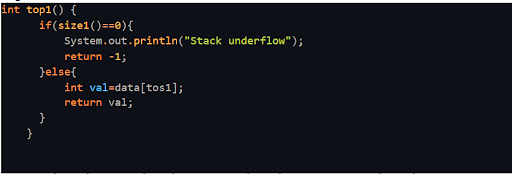 int top1() {
if(size1()==0){
System.out.println("Stack underflow");
return -1;
}else{
int val=data[tos1];
return val;
}
}